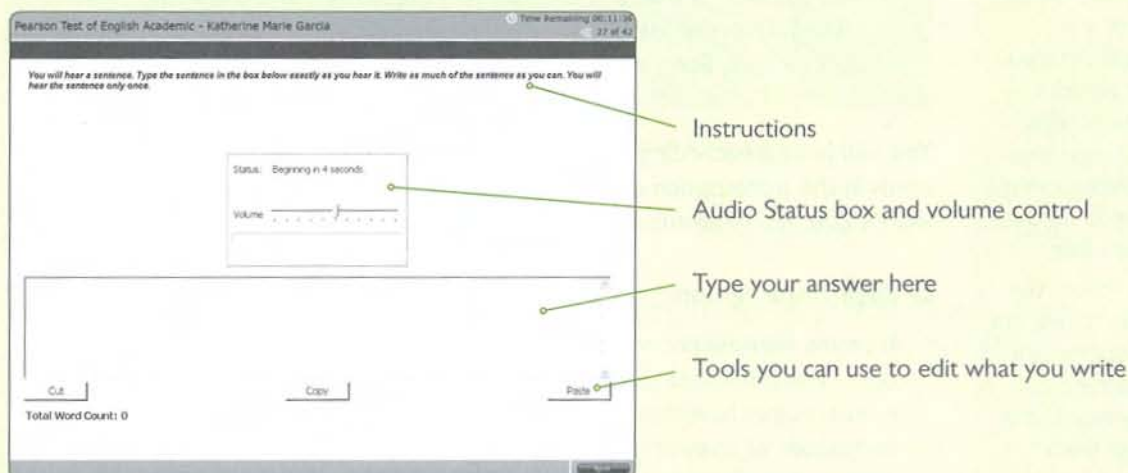 Pearson Test of English Academic - Katherine Marie Garcia
Time Remaining 00:11:
27 of 42
You will hear a sentence. Type the sentence in the box below exactly as you hear it. Write as much of the sentence as you can. You will
hear the sentence only once.
Instructions
Status: Beginning in 4 seconds.
Audio Status box and volume control
Volume
Type your answer here
Tools you can use to edit what you write
Cut
Copy
Paste
Total Word Count: 0